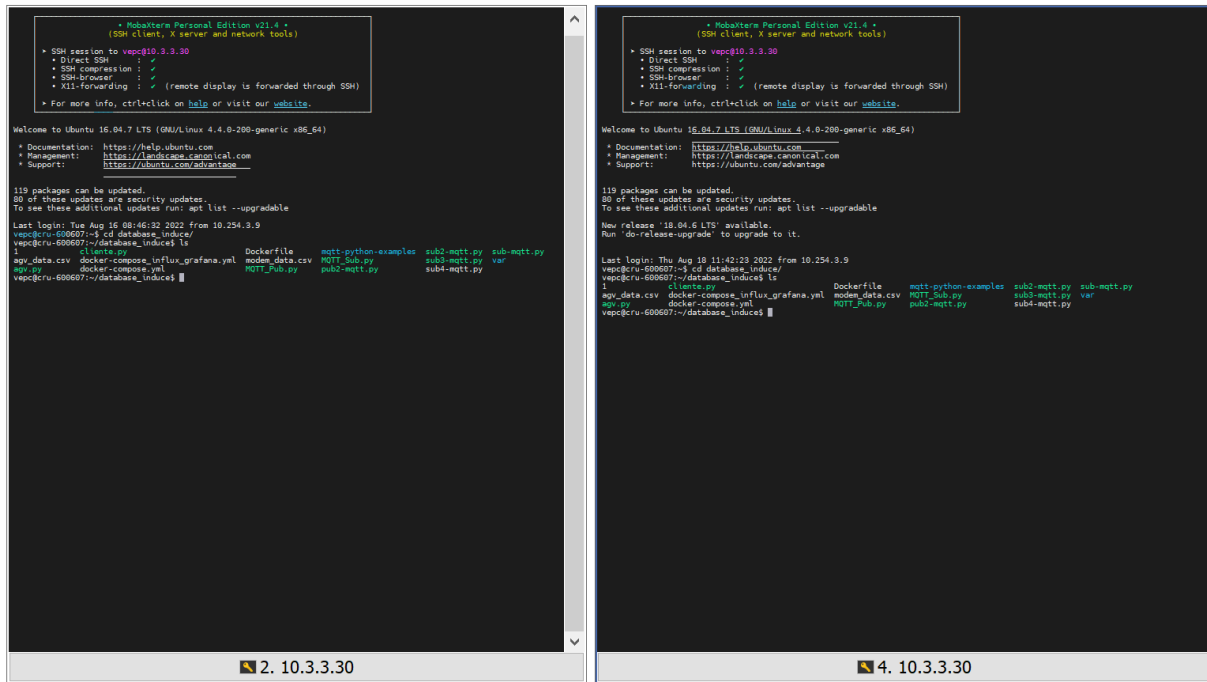 • MobaXterm Personal Edition v21.4 •
(SSH client, X server and network tools)
➤ SSH session to vepc@10.3.3.30
• Direct SSH : ✔
• SSH compression : ✔
• SSH-browser : ✔
• X11-forwarding : ✔ (remote display is forwarded through SSH)
➤ For more info, ctrl+click on help or visit our website.
Welcome to Ubuntu 16.04.7 LTS (GNU/Linux 4.4.0-200-generic x86_64)
* Documentation: https://help.ubuntu.com
* Management: https://landscape.canonical.com
* Support: https://ubuntu.com/advantage
119 packages can be updated.
80 of these updates are security updates.
To see these additional updates run: apt list --upgradable
Last login: Tue Aug 16 08:46:32 2022 from 10.254.3.9
vepc@cru-600607:~$ cd database_induce/
vepc@cru-600607:~/database_induce$ ls
1 cliente.py Dockerfile mqtt-python-examples sub2-mqtt.py sub-mqtt.py
agv_data.csv docker-compose_influx_grafana.yml modem_data.csv MQTT_Sub.py sub3-mqtt.py var
agv.py docker-compose.yml MQTT_Pub.py pub2-mqtt.py sub4-mqtt.py
vepc@cru-600607:~/database_induce$
2. 10.3.3.30
• MobaXterm Personal Edition v21.4 •
(SSH client, X server and network tools)
➤ SSH session to vepc@10.3.3.30
• Direct SSH : ✔
• SSH compression : ✔
• SSH-browser : ✔
• X11-forwarding : ✔ (remote display is forwarded through SSH)
➤ For more info, ctrl+click on help or visit our website.
Welcome to Ubuntu 16.04.7 LTS (GNU/Linux 4.4.0-200-generic x86_64)
* Documentation: https://help.ubuntu.com
* Management: https://landscape.canonical.com
* Support: https://ubuntu.com/advantage
119 packages can be updated.
80 of these updates are security updates.
To see these additional updates run: apt list --upgradable
New release '18.04.6 LTS' available.
Run 'do-release-upgrade' to upgrade to it.
Last login: Thu Aug 18 11:42:23 2022 from 10.254.3.9
vepc@cru-600607:~$ cd database_induce/
vepc@cru-600607:~/database_induce$ ls
1 cliente.py Dockerfile mqtt-python-examples sub2-mqtt.py sub-mqtt.py
agv_data.csv docker-compose_influx_grafana.yml modem_data.csv MQTT_Sub.py sub3-mqtt.py var
agv.py docker-compose.yml MQTT_Pub.py pub2-mqtt.py sub4-mqtt.py
vepc@cru-600607:~/database_induce$
4. 10.3.3.30